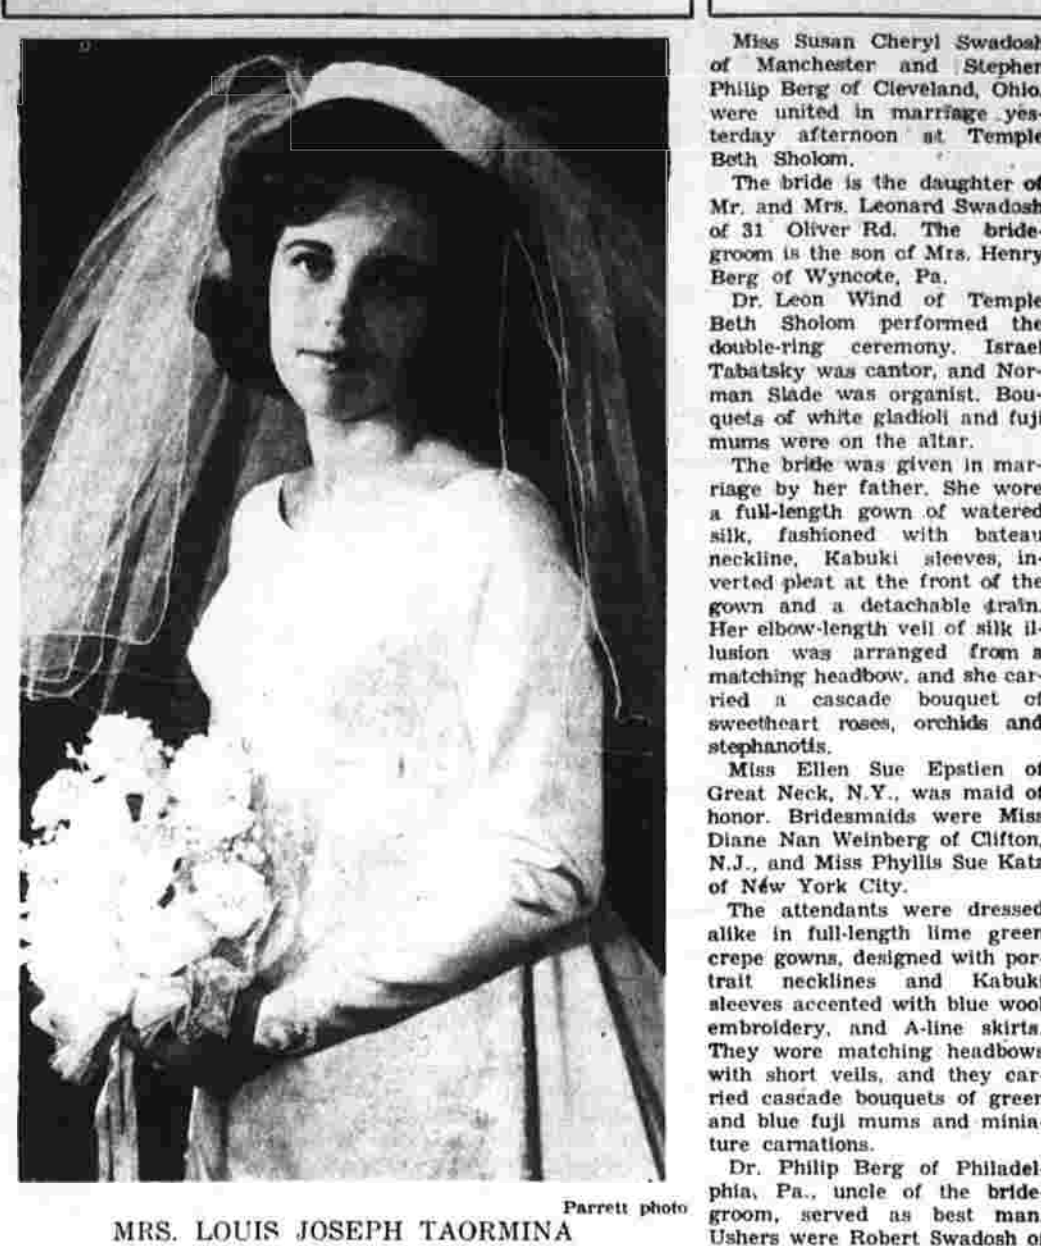 Parrett photo
MRS. LOUIS JOSEPH TAORMINA
Miss Susan Cheryl Swadosh
of Manchester and Stephen
Philip Berg of Cleveland, Ohio,
were united in marriage yes-
terday afternoon at Temple
Beth Sholom.
The bride is the daughter of
Mr. and Mrs. Leonard Swadosh
of 31 Oliver Rd. The bride-
groom is the son of Mrs. Henry
Berg of Wyncote, Pa.
Dr. Leon Wind of Temple
Beth Sholom performed the
double-ring ceremony. Israel
Tabatsky was cantor, and Nor-
man Slade was organist. Bou-
quets of white gladioli and fuji
mums were on the altar.
The bride was given in mar-
riage by her father. She wore
a full-length gown of watered
silk, fashioned with bateau
neckline, Kabuki sleeves, in-
verted pleat at the front of the
gown and a detachable train.
Her elbow-length veil of silk il-
lusion was arranged from a
matching headbow, and she car-
ried a cascade bouquet of
sweetheart roses, orchids and
stephanotis.
Miss Ellen Sue Epstien of
Great Neck, N.Y., was maid of
honor. Bridesmaids were Miss
Diane Nan Weinberg of Clifton,
N.J., and Miss Phyllis Sue Katz
of New York City.
The attendants were dressed
alike in full-length lime green
crepe gowns, designed with por-
trait necklines and Kabuki
sleeves accented with blue wool
embroidery, and A-line skirts.
They wore matching headbows
with short veils, and they car-
ried cascade bouquets of green
and blue fuji mums and minia-
ture carnations.
Dr. Philip Berg of Philadel-
phia, Pa., uncle of the bride-
groom, served as best man.
Ushers were Robert Swadosh of